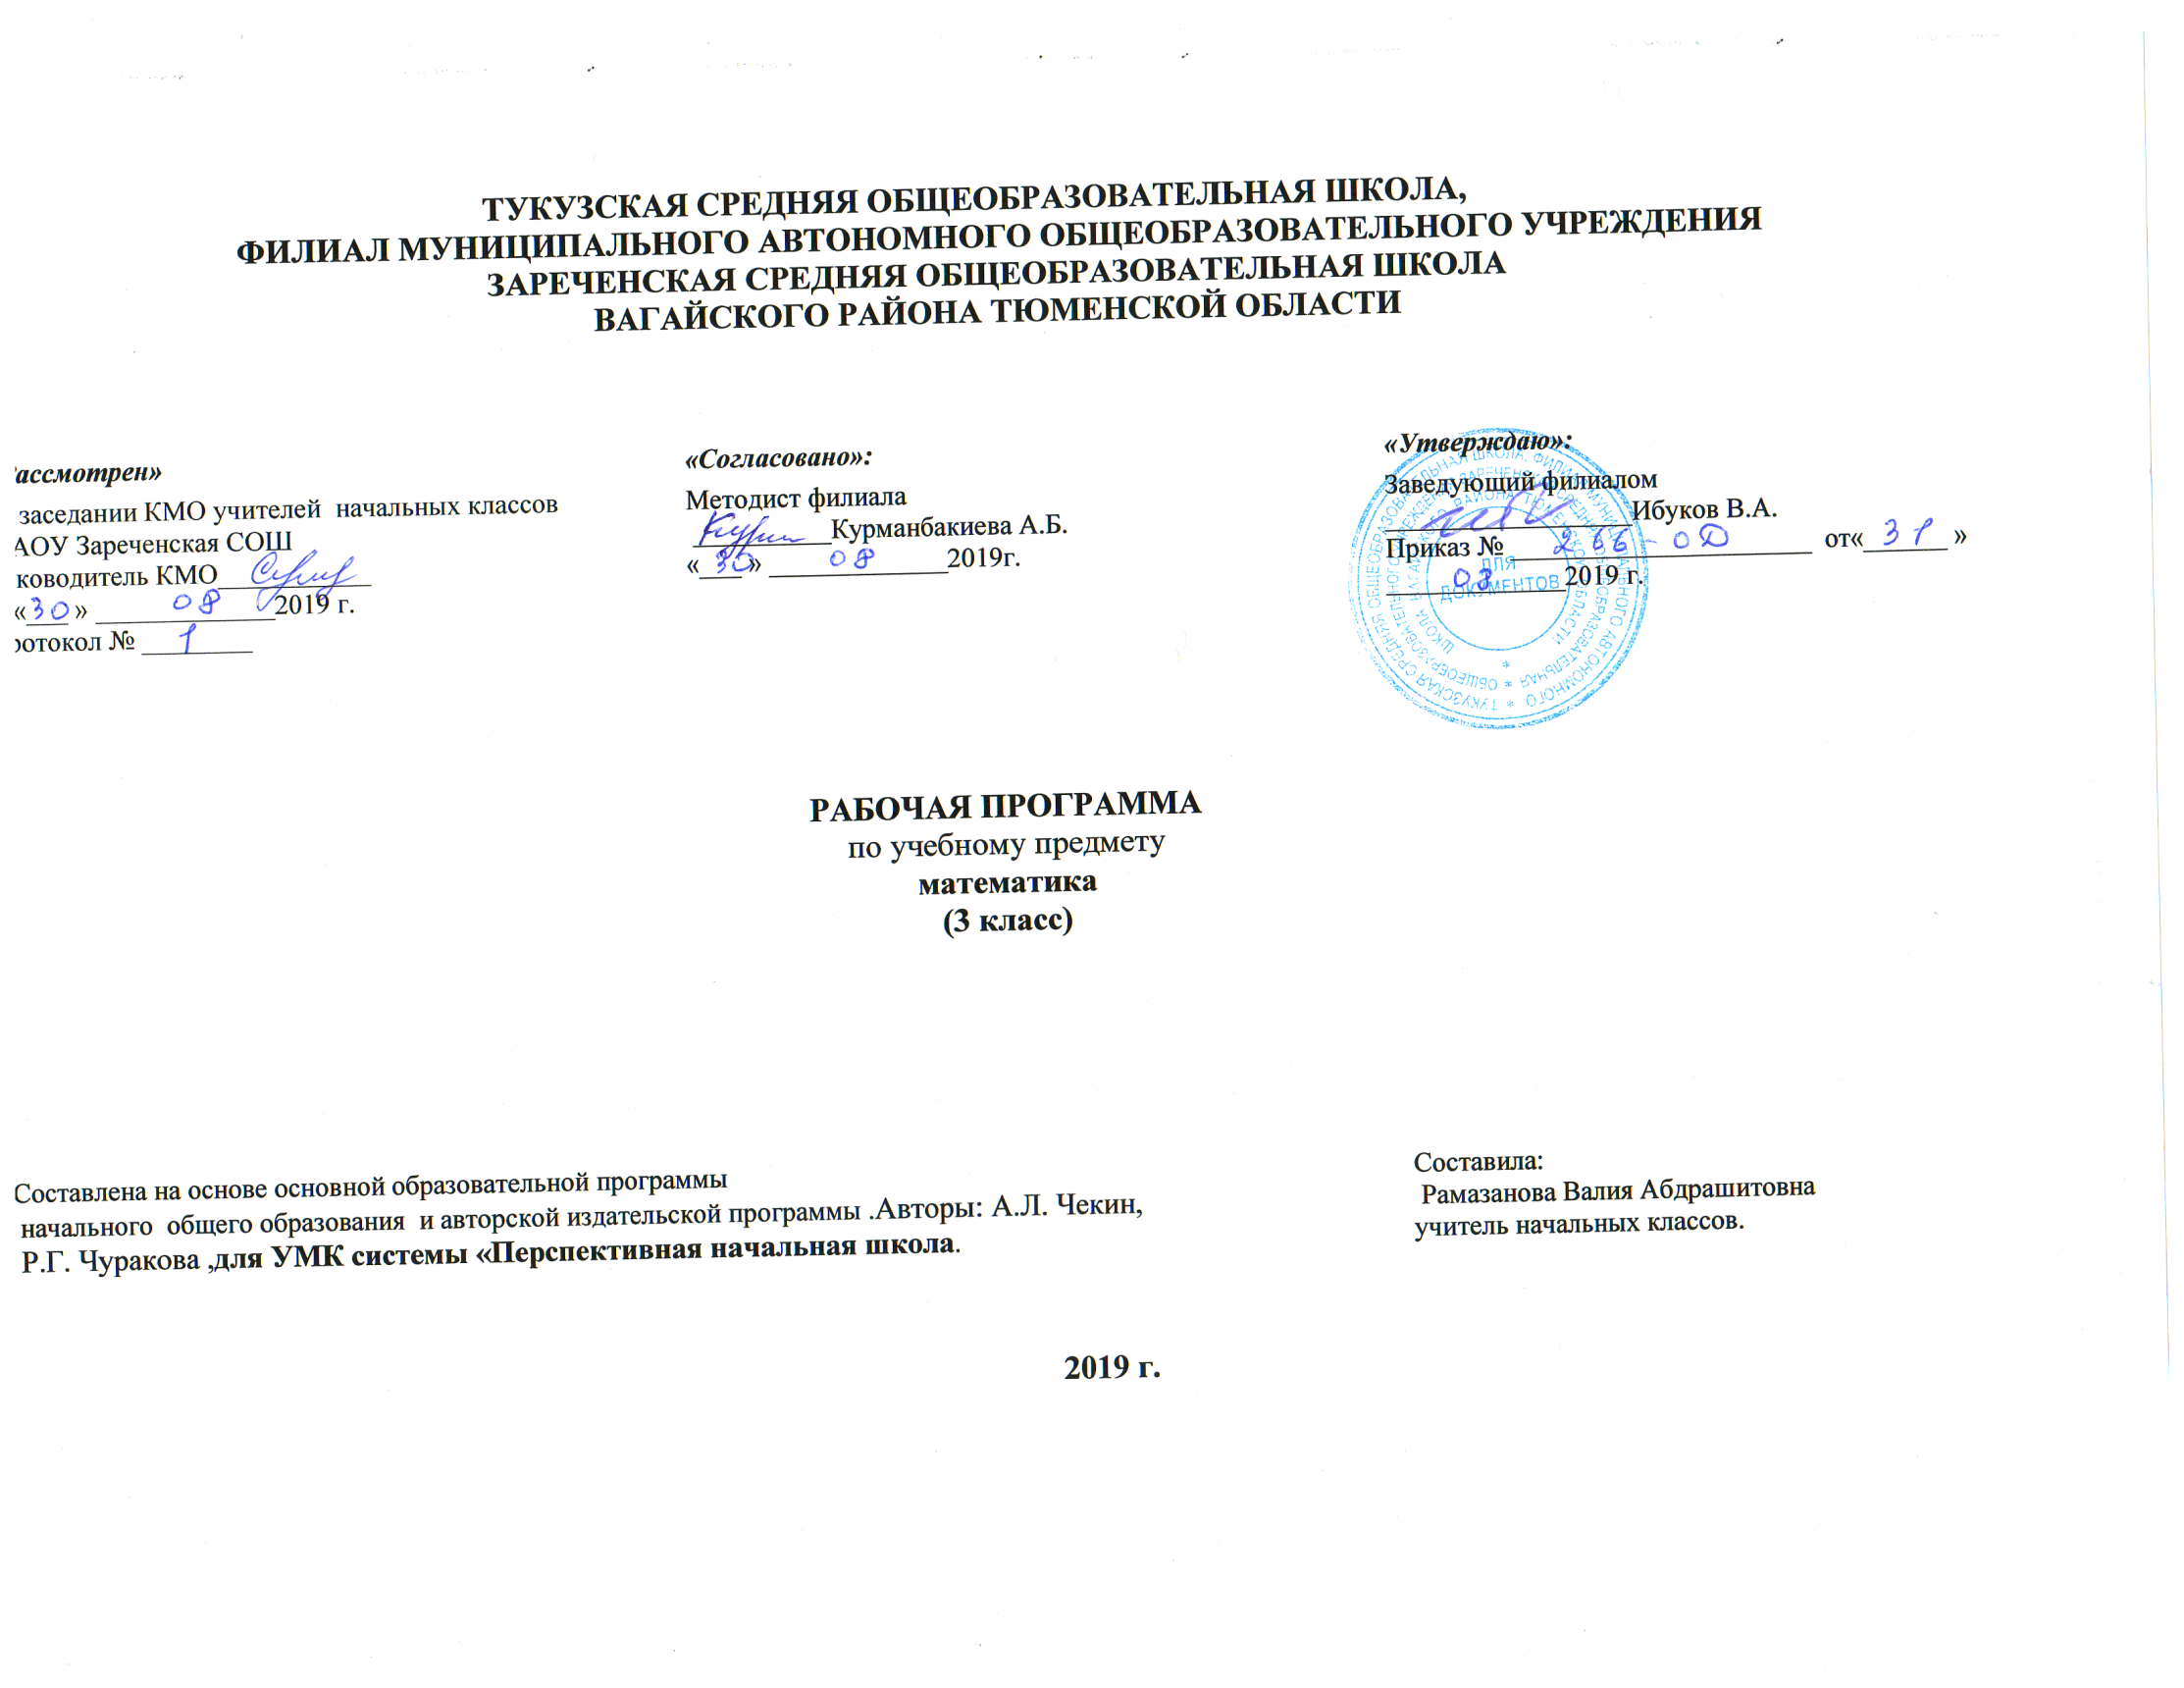 ТУКУЗСКАЯ СРЕДНЯЯ ОБЩЕОБРАЗОВАТЕЛЬНАЯ ШКОЛА,
ФИЛИАЛ МУНИЦИПАЛЬНОГО АВТОНОМНОГО ОБЩЕОБРАЗОВАТЕЛЬНОГО УЧРЕЖДЕНИЯ
ЗАРЕЧЕНСКАЯ СРЕДНЯЯ ОБЩЕОБРАЗОВАТЕЛЬНАЯ ШКОЛА
ВАГАЙСКОГО РАЙОНА ТЮМЕНСКОЙ ОБЛАСТИ
ассмотрен»
заседании КМО учителей начальных классов
АОУ Зареченская СОШ
ководитель КМО
«30» 08 2019 г.
ротокол № 1
«Согласовано»:
Методист филиала
Курманбакиева А.Б.
«30» 08 2019г.
«Утверждаю»:
Заведующий филиалом
Ибуков В.А.
Приказ № 266-ОД от« 31 »
08 2019 г.
ДЛЯ
ДОКУМЕНТОВ
РАБОЧАЯ ПРОГРАММА
по учебному предмету
математика
(3 класс)
Составлена на основе основной образовательной программы
начального общего образования и авторской издательской программы .Авторы: А.Л. Чекин,
Р.Г. Чуракова ,для УМК системы «Перспективная начальная школа.
Составила:
Рамазанова Валия Абдрашитовна
учитель начальных классов.
2019 г.